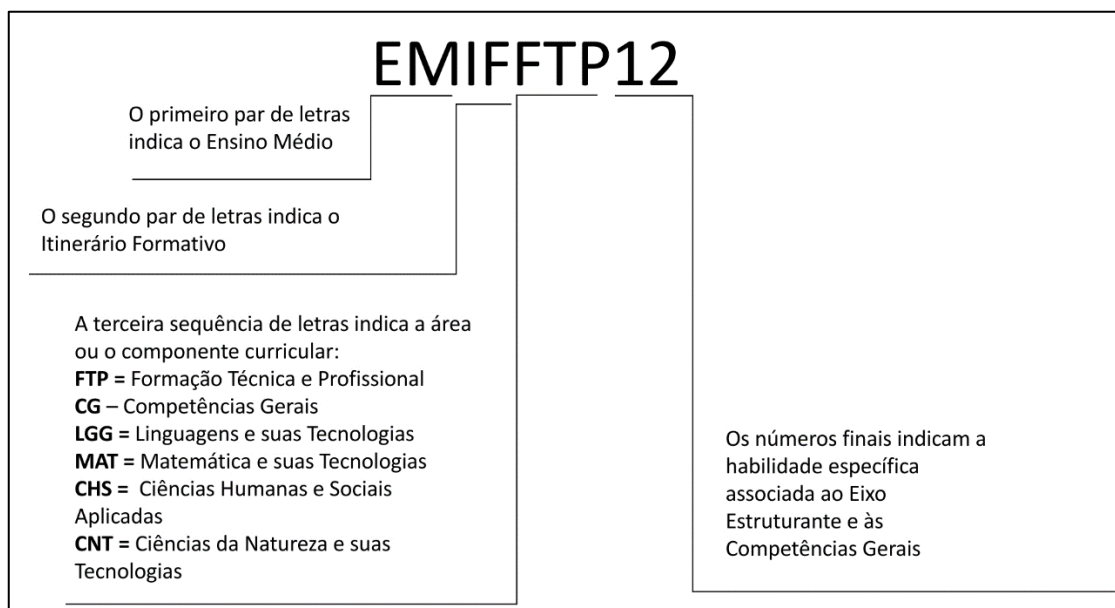 EMIFFTP12
O primeiro par de letras
indica o Ensino Médio
O segundo par de letras indica o
Itinerário Formativo
A terceira sequência de letras indica a área
ou o componente curricular:
FTP = Formação Técnica e Profissional
CG – Competências Gerais
LGG = Linguagens e suas Tecnologias
MAT = Matemática e suas Tecnologias
CHS = Ciências Humanas e Sociais
Aplicadas
CNT = Ciências da Natureza e suas
Tecnologias
Os números finais indicam a
habilidade específica
associada ao Eixo
Estruturante e às
Competências Gerais